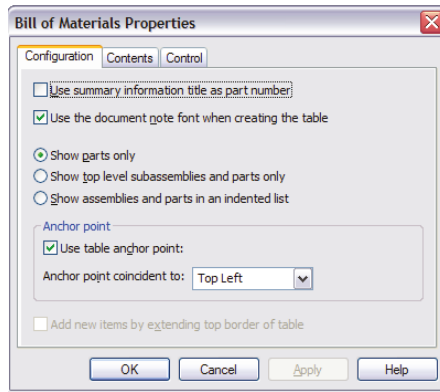 Bill of Materials Properties
Configuration Contents Control
Use summary information title as part number
Use the document note font when creating the table
Show parts only
Show top level subassemblies and parts only
Show assemblies and parts in an indented list
Anchor point
Use table anchor point:
Anchor point coincident to: Top Left
Add new items by extending top border of table
OK Cancel Apply Help